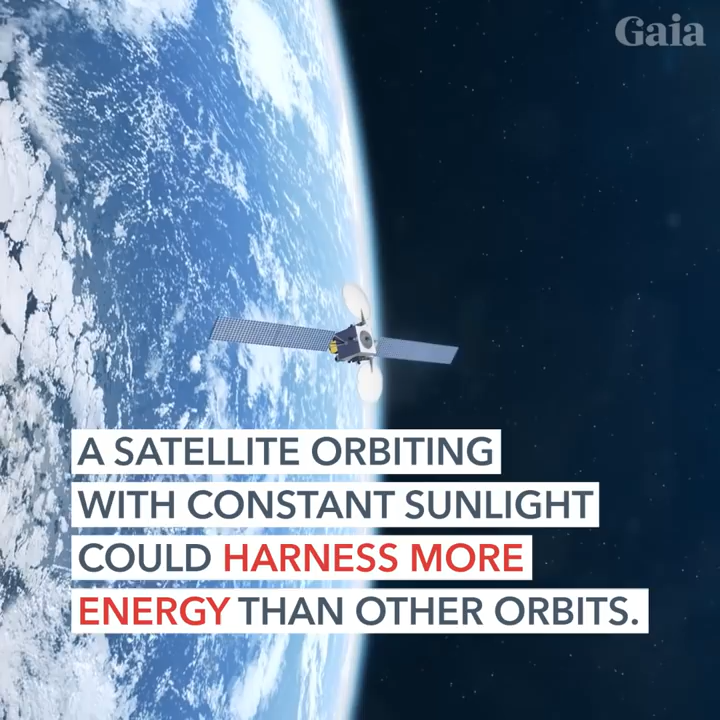 Gaia
A SATELLITE ORBITING
WITH CONSTANT SUNLIGHT
COULD HARNESS MORE
ENERGY THAN OTHER ORBITS.